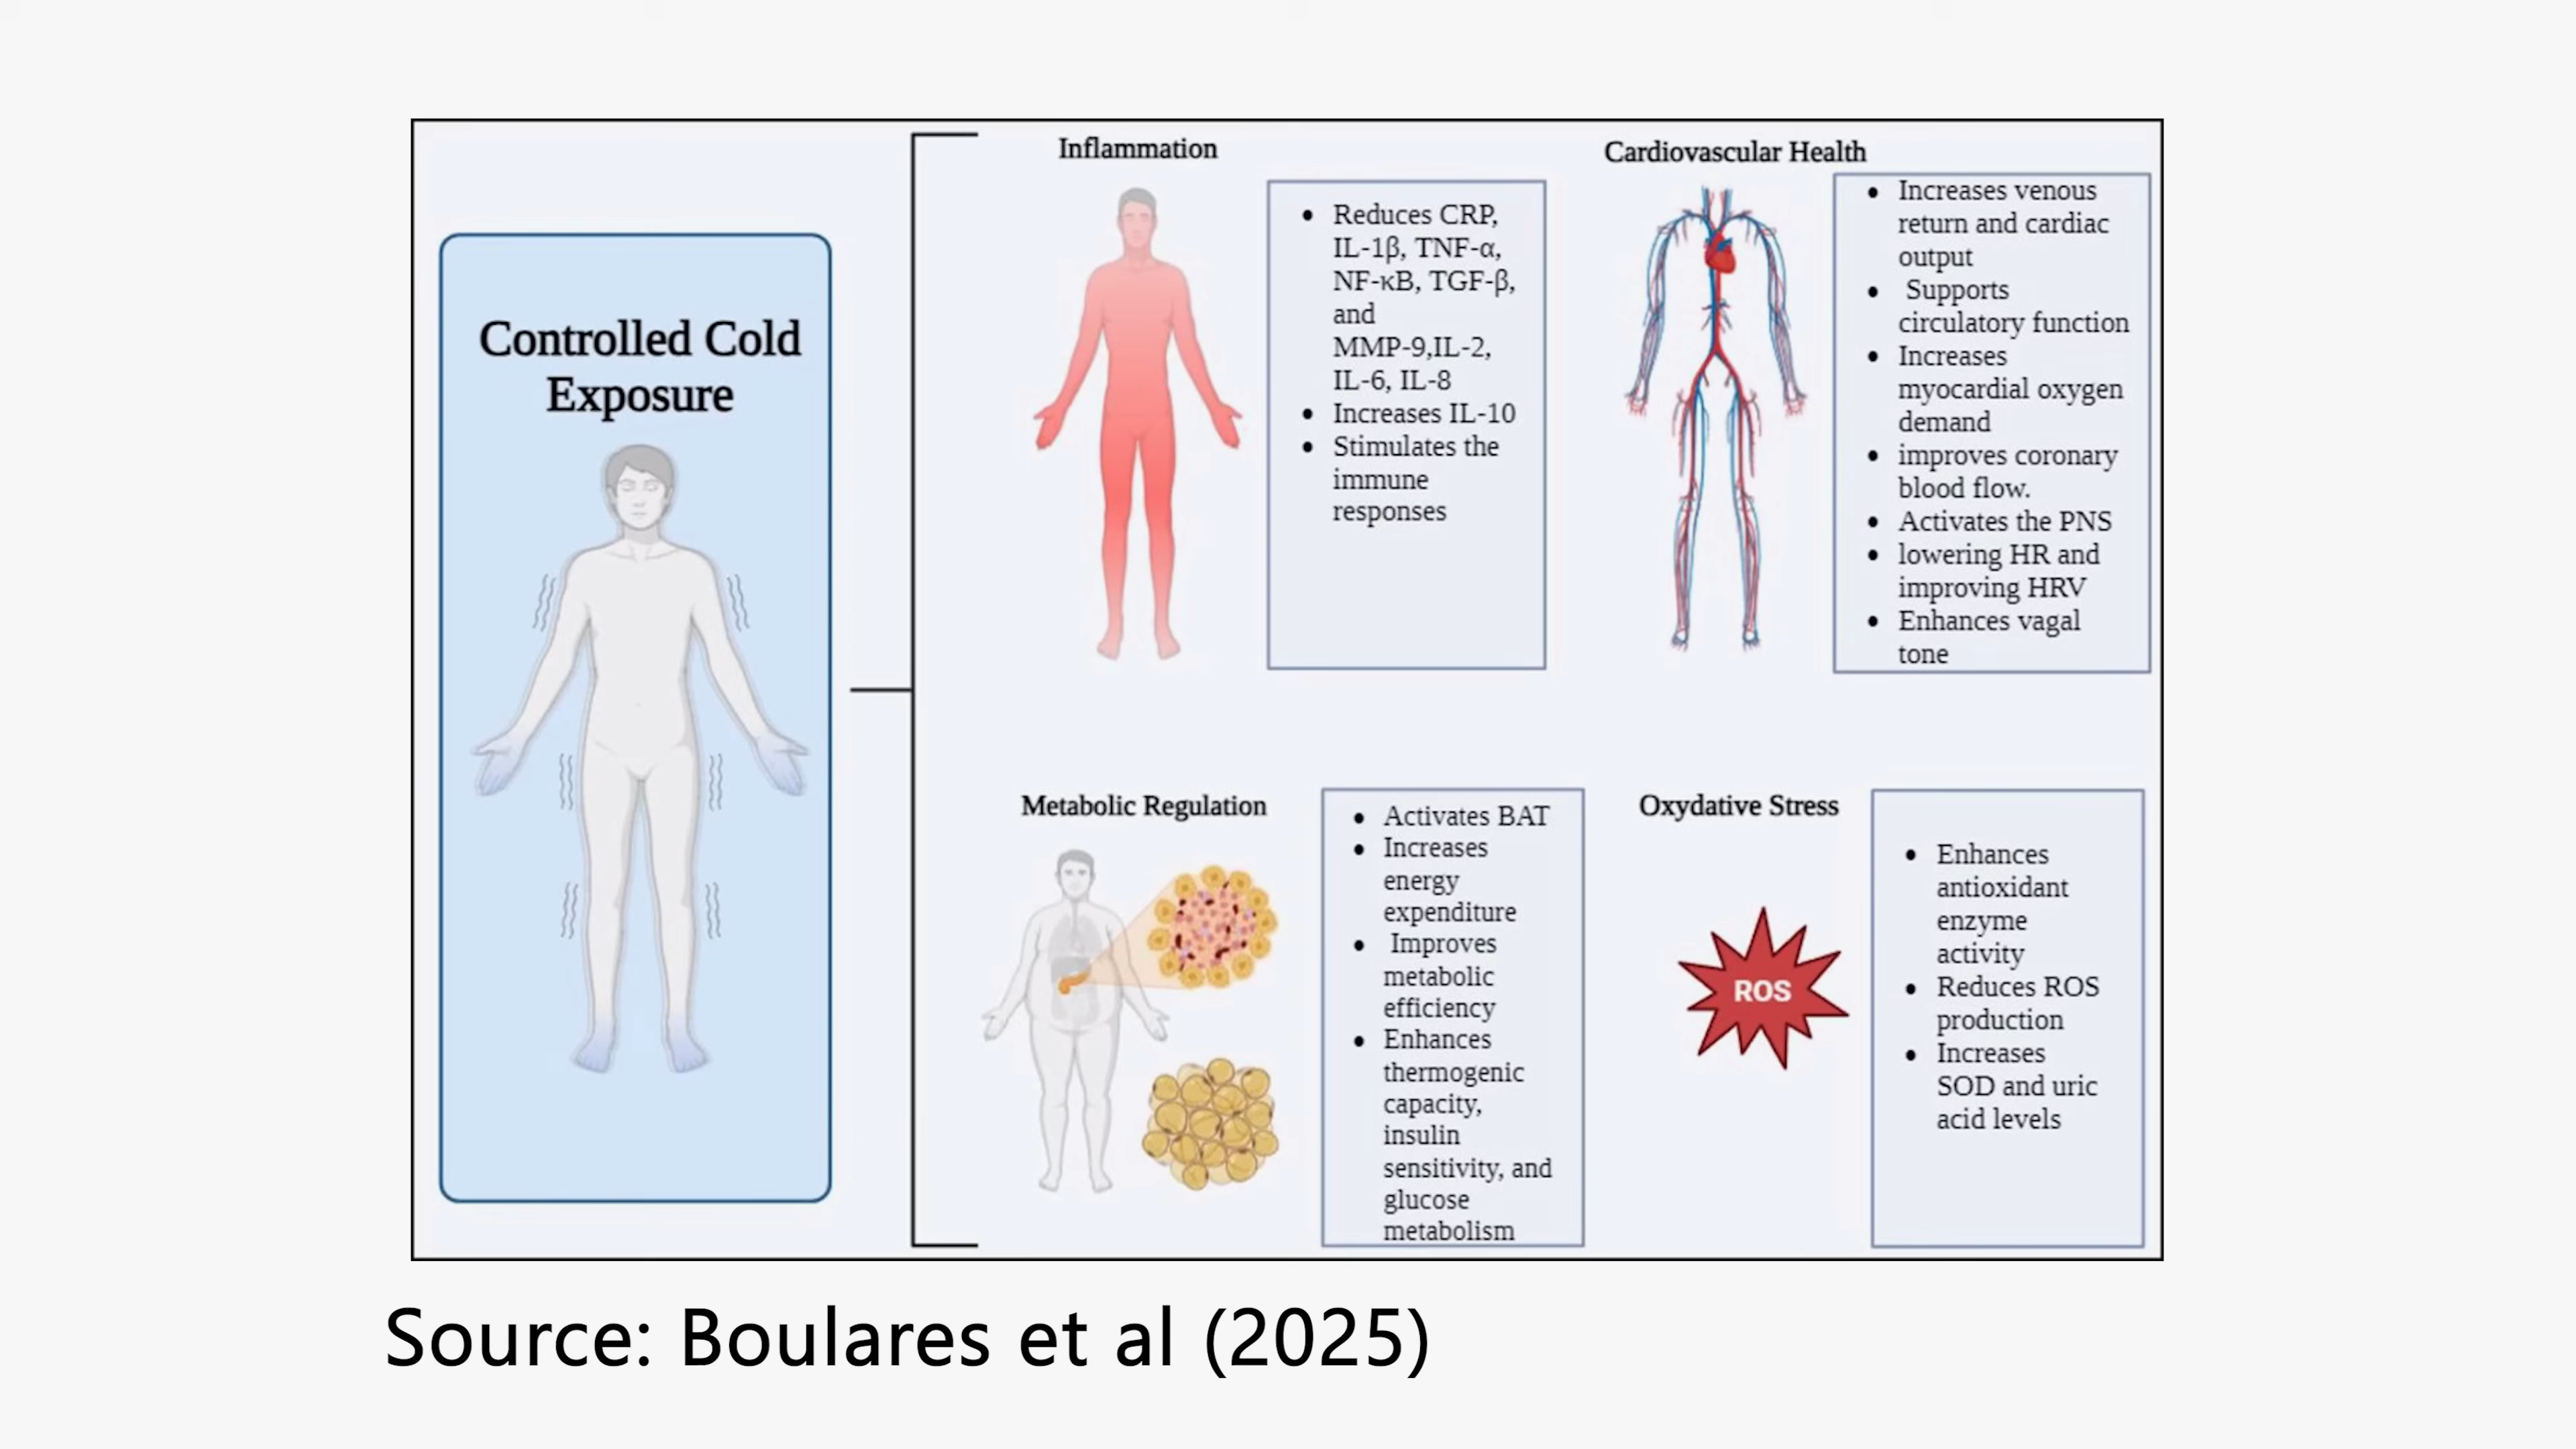 Controlled Cold
Exposure
Inflammation
• Reduces CRP,
IL-1β, TNF-α,
NF-κB, TGF-β,
and
MMP-9,IL-2,
IL-6, IL-8
• Increases IL-10
• Stimulates the
immune
responses
Cardiovascular Health
• Increases venous
return and cardiac
output
• Supports
circulatory function
• Increases
myocardial oxygen
demand
• improves coronary
blood flow.
• Activates the PNS
• lowering HR and
improving HRV
• Enhances vagal
tone
Metabolic Regulation
• Activates BAT
• Increases
energy
expenditure
• Improves
metabolic
efficiency
• Enhances
thermogenic
capacity,
insulin
sensitivity, and
glucose
metabolism
Oxydative Stress
ROS
• Enhances
antioxidant
enzyme
activity
• Reduces ROS
production
• Increases
SOD and uric
acid levels
Source: Boulares et al (2025)